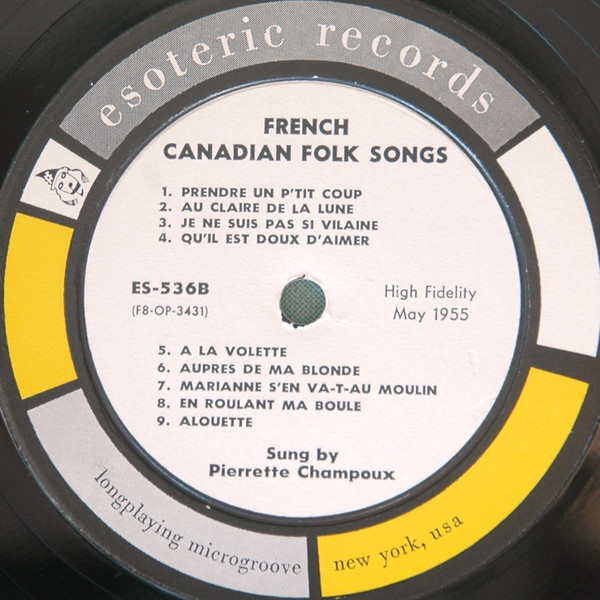 esoteric records
FRENCH
CANADIAN FOLK SONGS
1. PRENDRE UN P'TIT COUP
2. AU CLAIRE DE LA LUNE
3. JE NE SUIS PAS SI VILAINE
4. QU'IL EST DOUX D'AIMER
ES-536B
(F8-OP-3431)
High Fidelity
May 1955
5. A LA VOLETTE
6. AUPRES DE MA BLONDE
7. MARIANNE S'EN VA-T-AU MOULIN
8. EN ROULANT MA BOULE
9. ALOUETTE
Sung by
Pierrette Champoux
longplaying microgroove
new york, usa